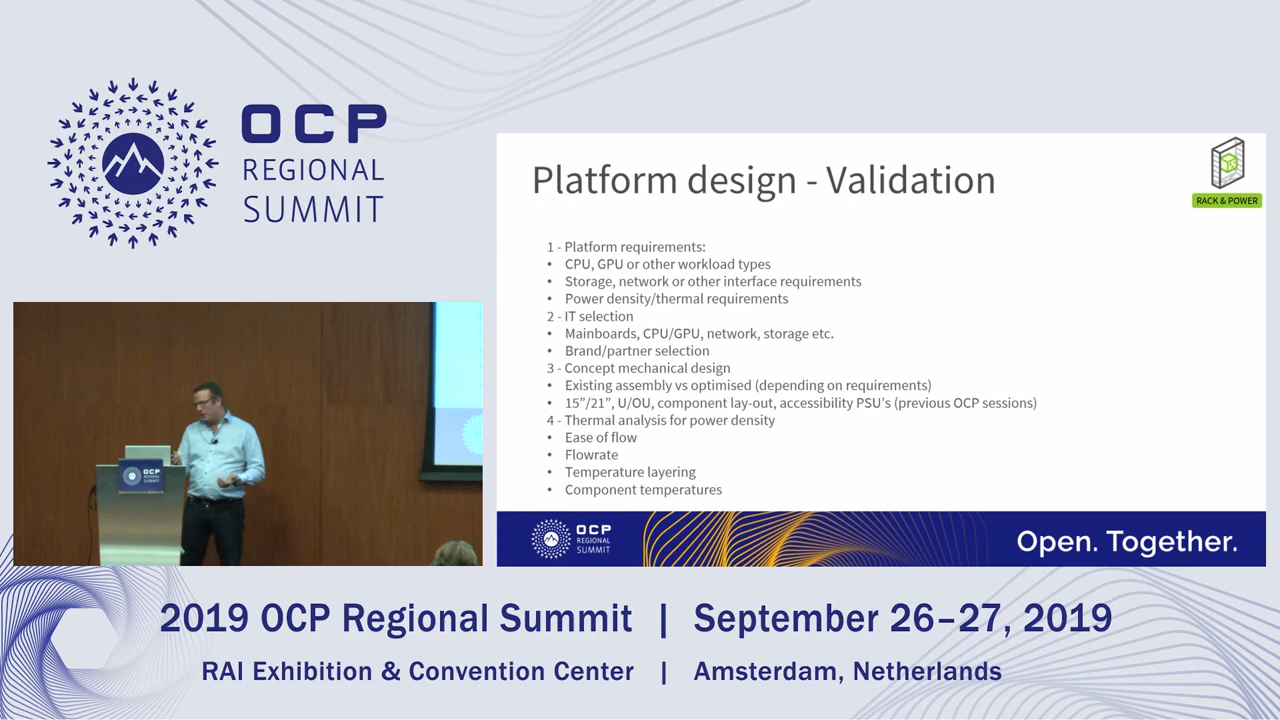 OCP
REGIONAL
SUMMIT
Platform design - Validation
RACK & POWER
1 - Platform requirements:
• CPU, GPU or other workload types
• Storage, network or other interface requirements
• Power density/thermal requirements
2 - IT selection
• Mainboards, CPU/GPU, network, storage etc.
• Brand/partner selection
3 - Concept mechanical design
• Existing assembly vs optimised (depending on requirements)
• 15”/21”, U/OU, component lay-out, accessibility PSU’s (previous OCP sessions)
4 - Thermal analysis for power density
• Ease of flow
• Flowrate
• Temperature layering
• Component temperatures
OCP
REGIONAL
SUMMIT
OCP
REGIONAL
SUMMIT
Open. Together.
2019 OCP Regional Summit | September 26–27, 2019
RAI Exhibition & Convention Center | Amsterdam, Netherlands